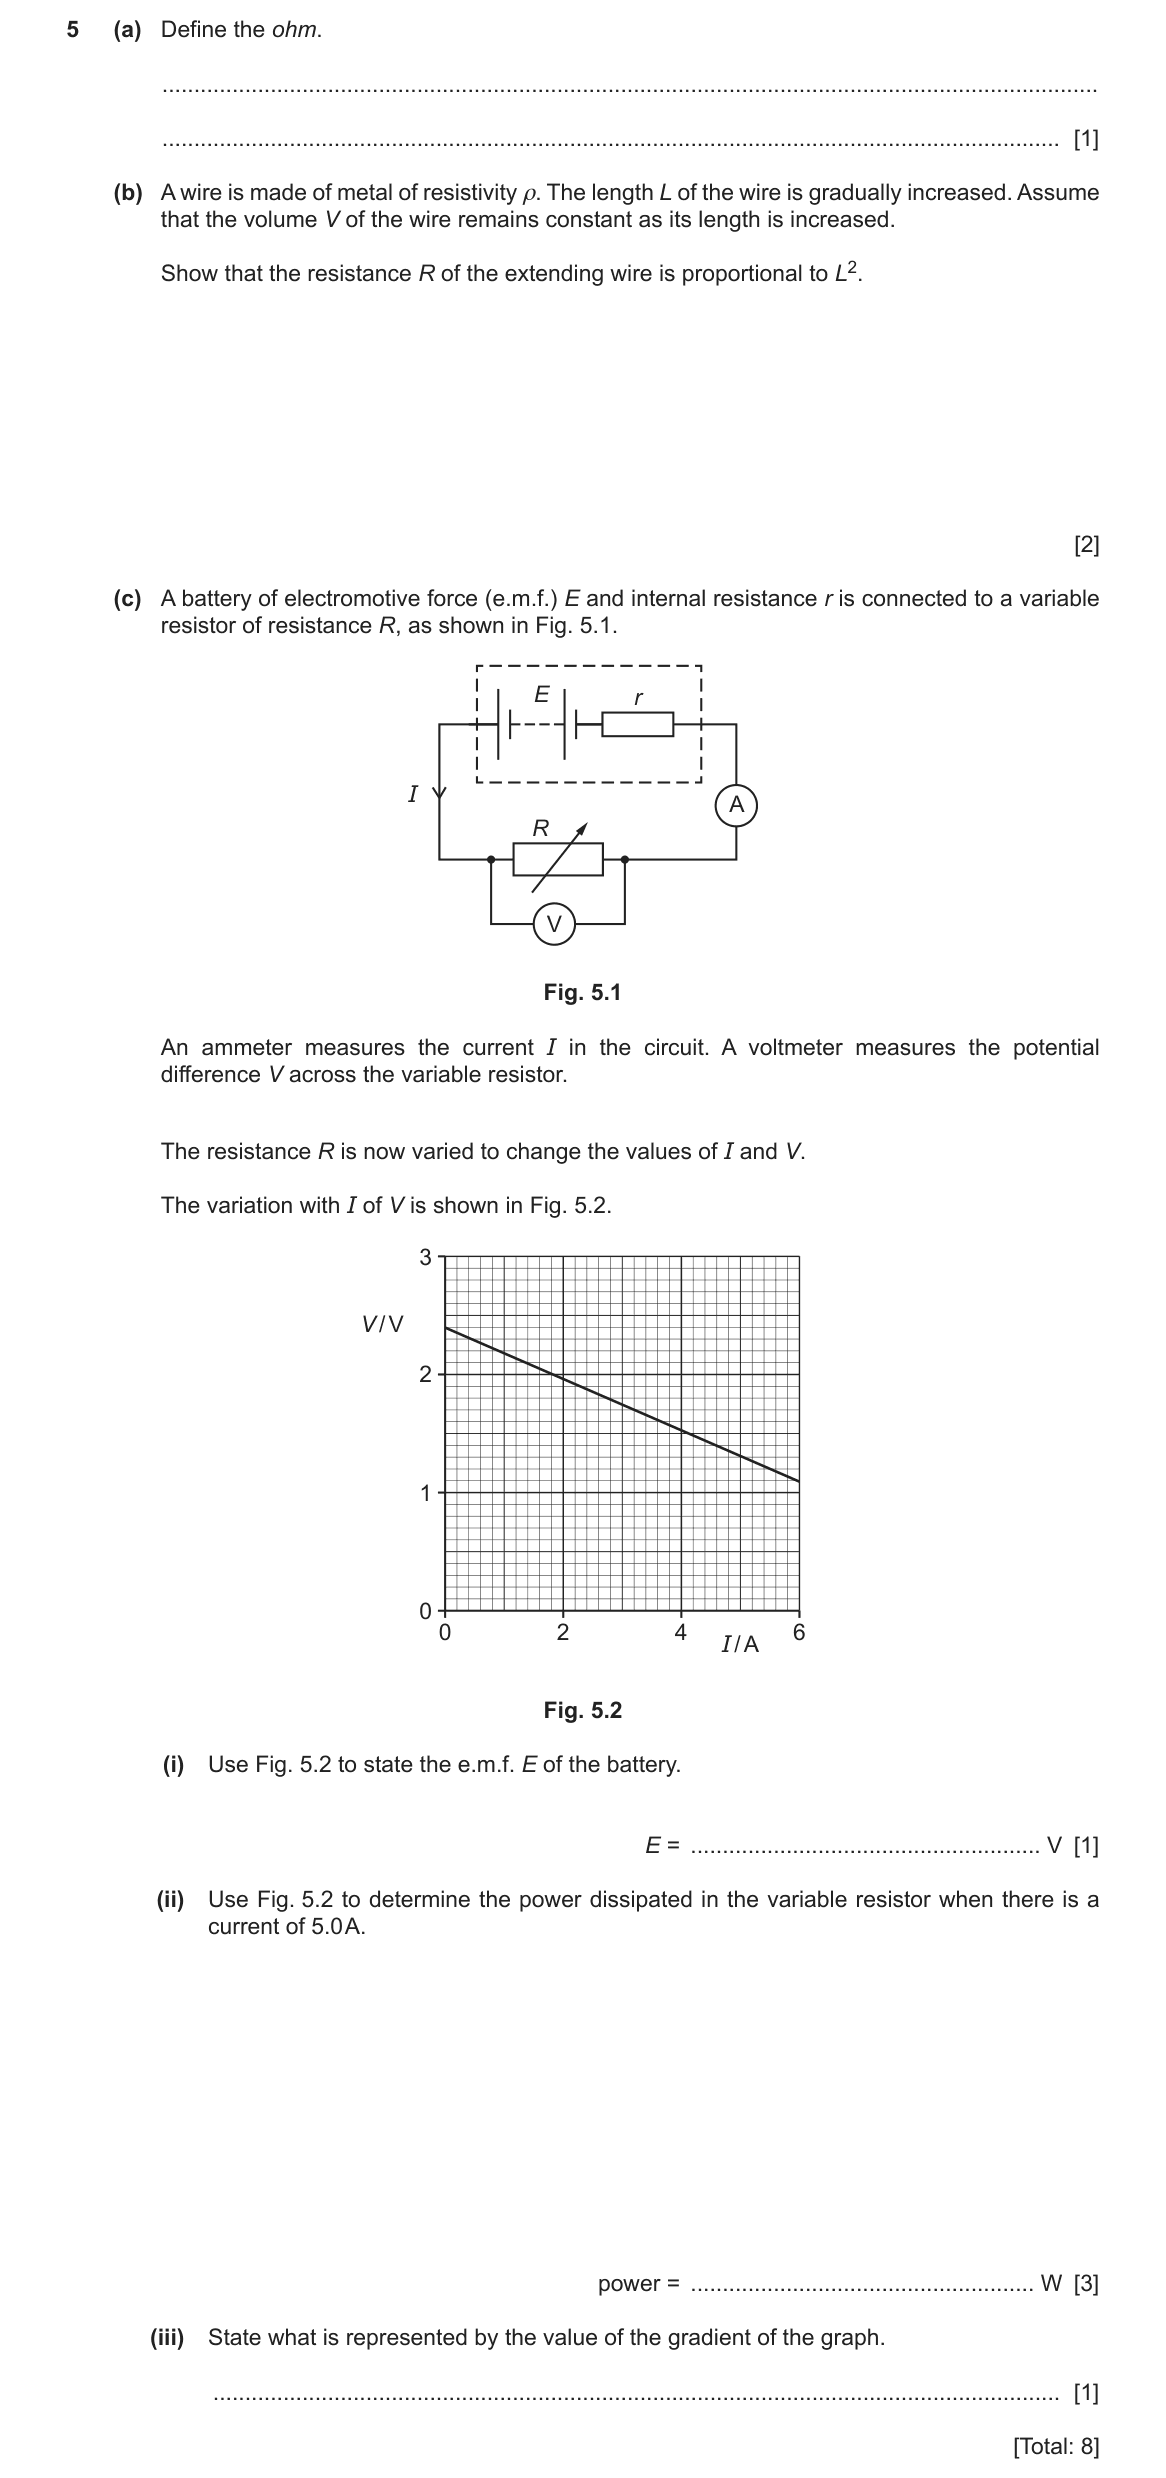 5 (a) Define the ohm.
........................................................................................................................................................
.................................................................................................................................................. [1]
(b) A wire is made of metal of resistivity ρ. The length L of the wire is gradually increased. Assume
that the volume V of the wire remains constant as its length is increased.
Show that the resistance R of the extending wire is proportional to L².
[2]
(c) A battery of electromotive force (e.m.f.) E and internal resistance r is connected to a variable
resistor of resistance R, as shown in Fig. 5.1.
E r
I A
R
V
Fig. 5.1
An ammeter measures the current I in the circuit. A voltmeter measures the potential
difference V across the variable resistor.
The resistance R is now varied to change the values of I and V.
The variation with I of V is shown in Fig. 5.2.
3
V/V
2
1
0
0 2 4 6
I/A
Fig. 5.2
(i) Use Fig. 5.2 to state the e.m.f. E of the battery.
E = ....................................................... V [1]
(ii) Use Fig. 5.2 to determine the power dissipated in the variable resistor when there is a
current of 5.0A.
power = ...................................................... W [3]
(iii) State what is represented by the value of the gradient of the graph.
..................................................................................................................................... [1]
[Total: 8]